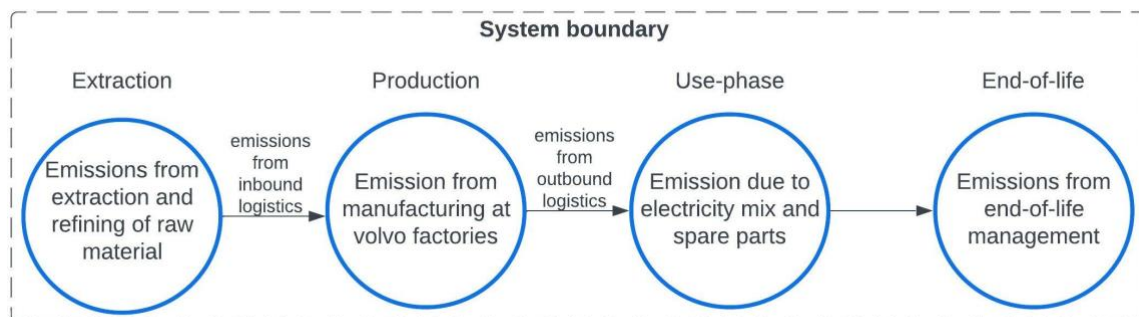 System boundary
Extraction
Production
Use-phase
End-of-life
Emissions from
extraction and
refining of raw
material
emissions
from
inbound
logistics
Emission from
manufacturing at
volvo factories
emissions
from
outbound
logistics
Emission due to
electricity mix and
spare parts
Emissions from
end-of-life
management